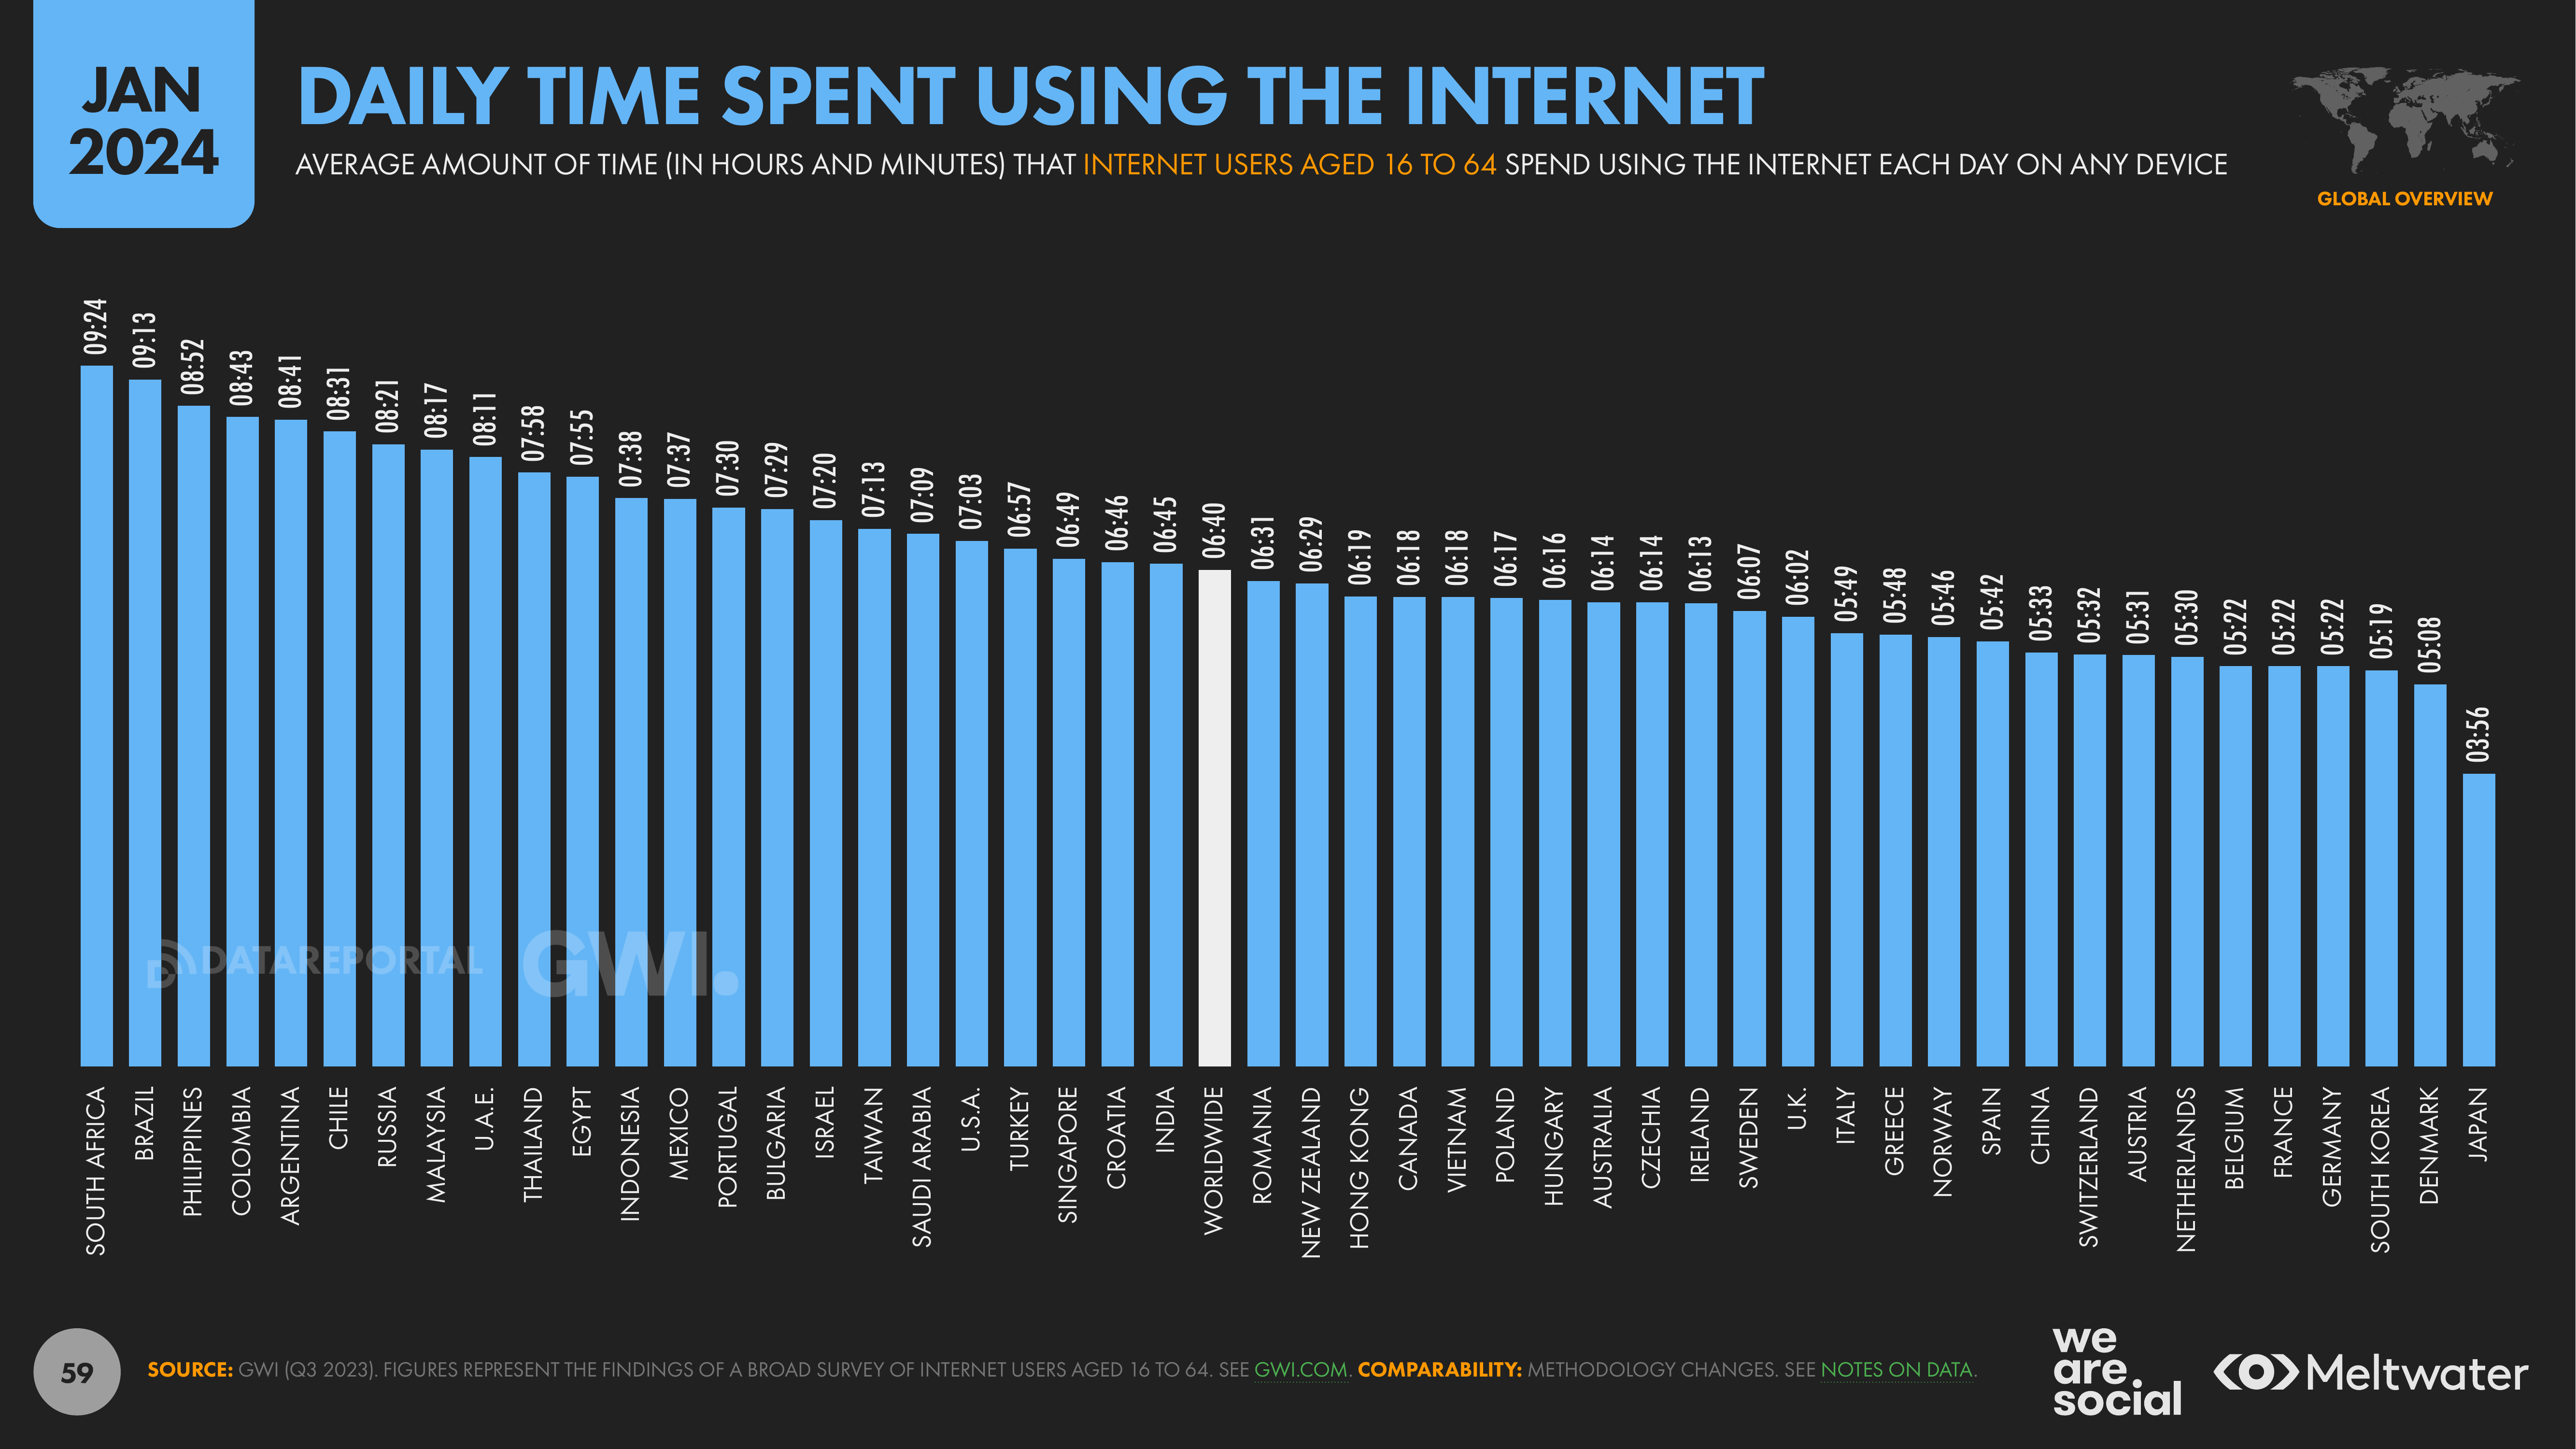 JAN
2024
DAILY TIME SPENT USING THE INTERNET
AVERAGE AMOUNT OF TIME (IN HOURS AND MINUTES) THAT INTERNET USERS AGED 16 TO 64 SPEND USING THE INTERNET EACH DAY ON ANY DEVICE
GLOBAL OVERVIEW
09:24
09:13
08:52
08:43
08:41
08:31
08:21
08:17
08:11
07:58
07:55
07:38
07:37
07:30
07:29
07:20
07:13
07:09
07:03
06:57
06:49
06:46
06:45
06:40
06:31
06:29
06:19
06:18
06:18
06:17
06:16
06:14
06:14
06:13
06:07
06:02
05:49
05:48
05:46
05:42
05:33
05:32
05:31
05:30
05:22
05:22
05:22
05:19
05:08
03:56
DATAREPORTAL
GWI.
SOUTH AFRICA
BRAZIL
PHILIPPINES
COLOMBIA
ARGENTINA
CHILE
RUSSIA
MALAYSIA
U.A.E.
THAILAND
EGYPT
INDONESIA
MEXICO
PORTUGAL
BULGARIA
ISRAEL
TAIWAN
SAUDI ARABIA
U.S.A.
TURKEY
SINGAPORE
CROATIA
INDIA
WORLDWIDE
ROMANIA
NEW ZEALAND
HONG KONG
CANADA
VIETNAM
POLAND
HUNGARY
AUSTRALIA
CZECHIA
IRELAND
SWEDEN
U.K.
ITALY
GREECE
NORWAY
SPAIN
CHINA
SWITZERLAND
AUSTRIA
NETHERLANDS
BELGIUM
FRANCE
GERMANY
SOUTH KOREA
DENMARK
JAPAN
59
SOURCE: GWI (Q3 2023). FIGURES REPRESENT THE FINDINGS OF A BROAD SURVEY OF INTERNET USERS AGED 16 TO 64. SEE GWI.COM. COMPARABILITY: METHODOLOGY CHANGES. SEE NOTES ON DATA.
we
are.
social
Meltwater